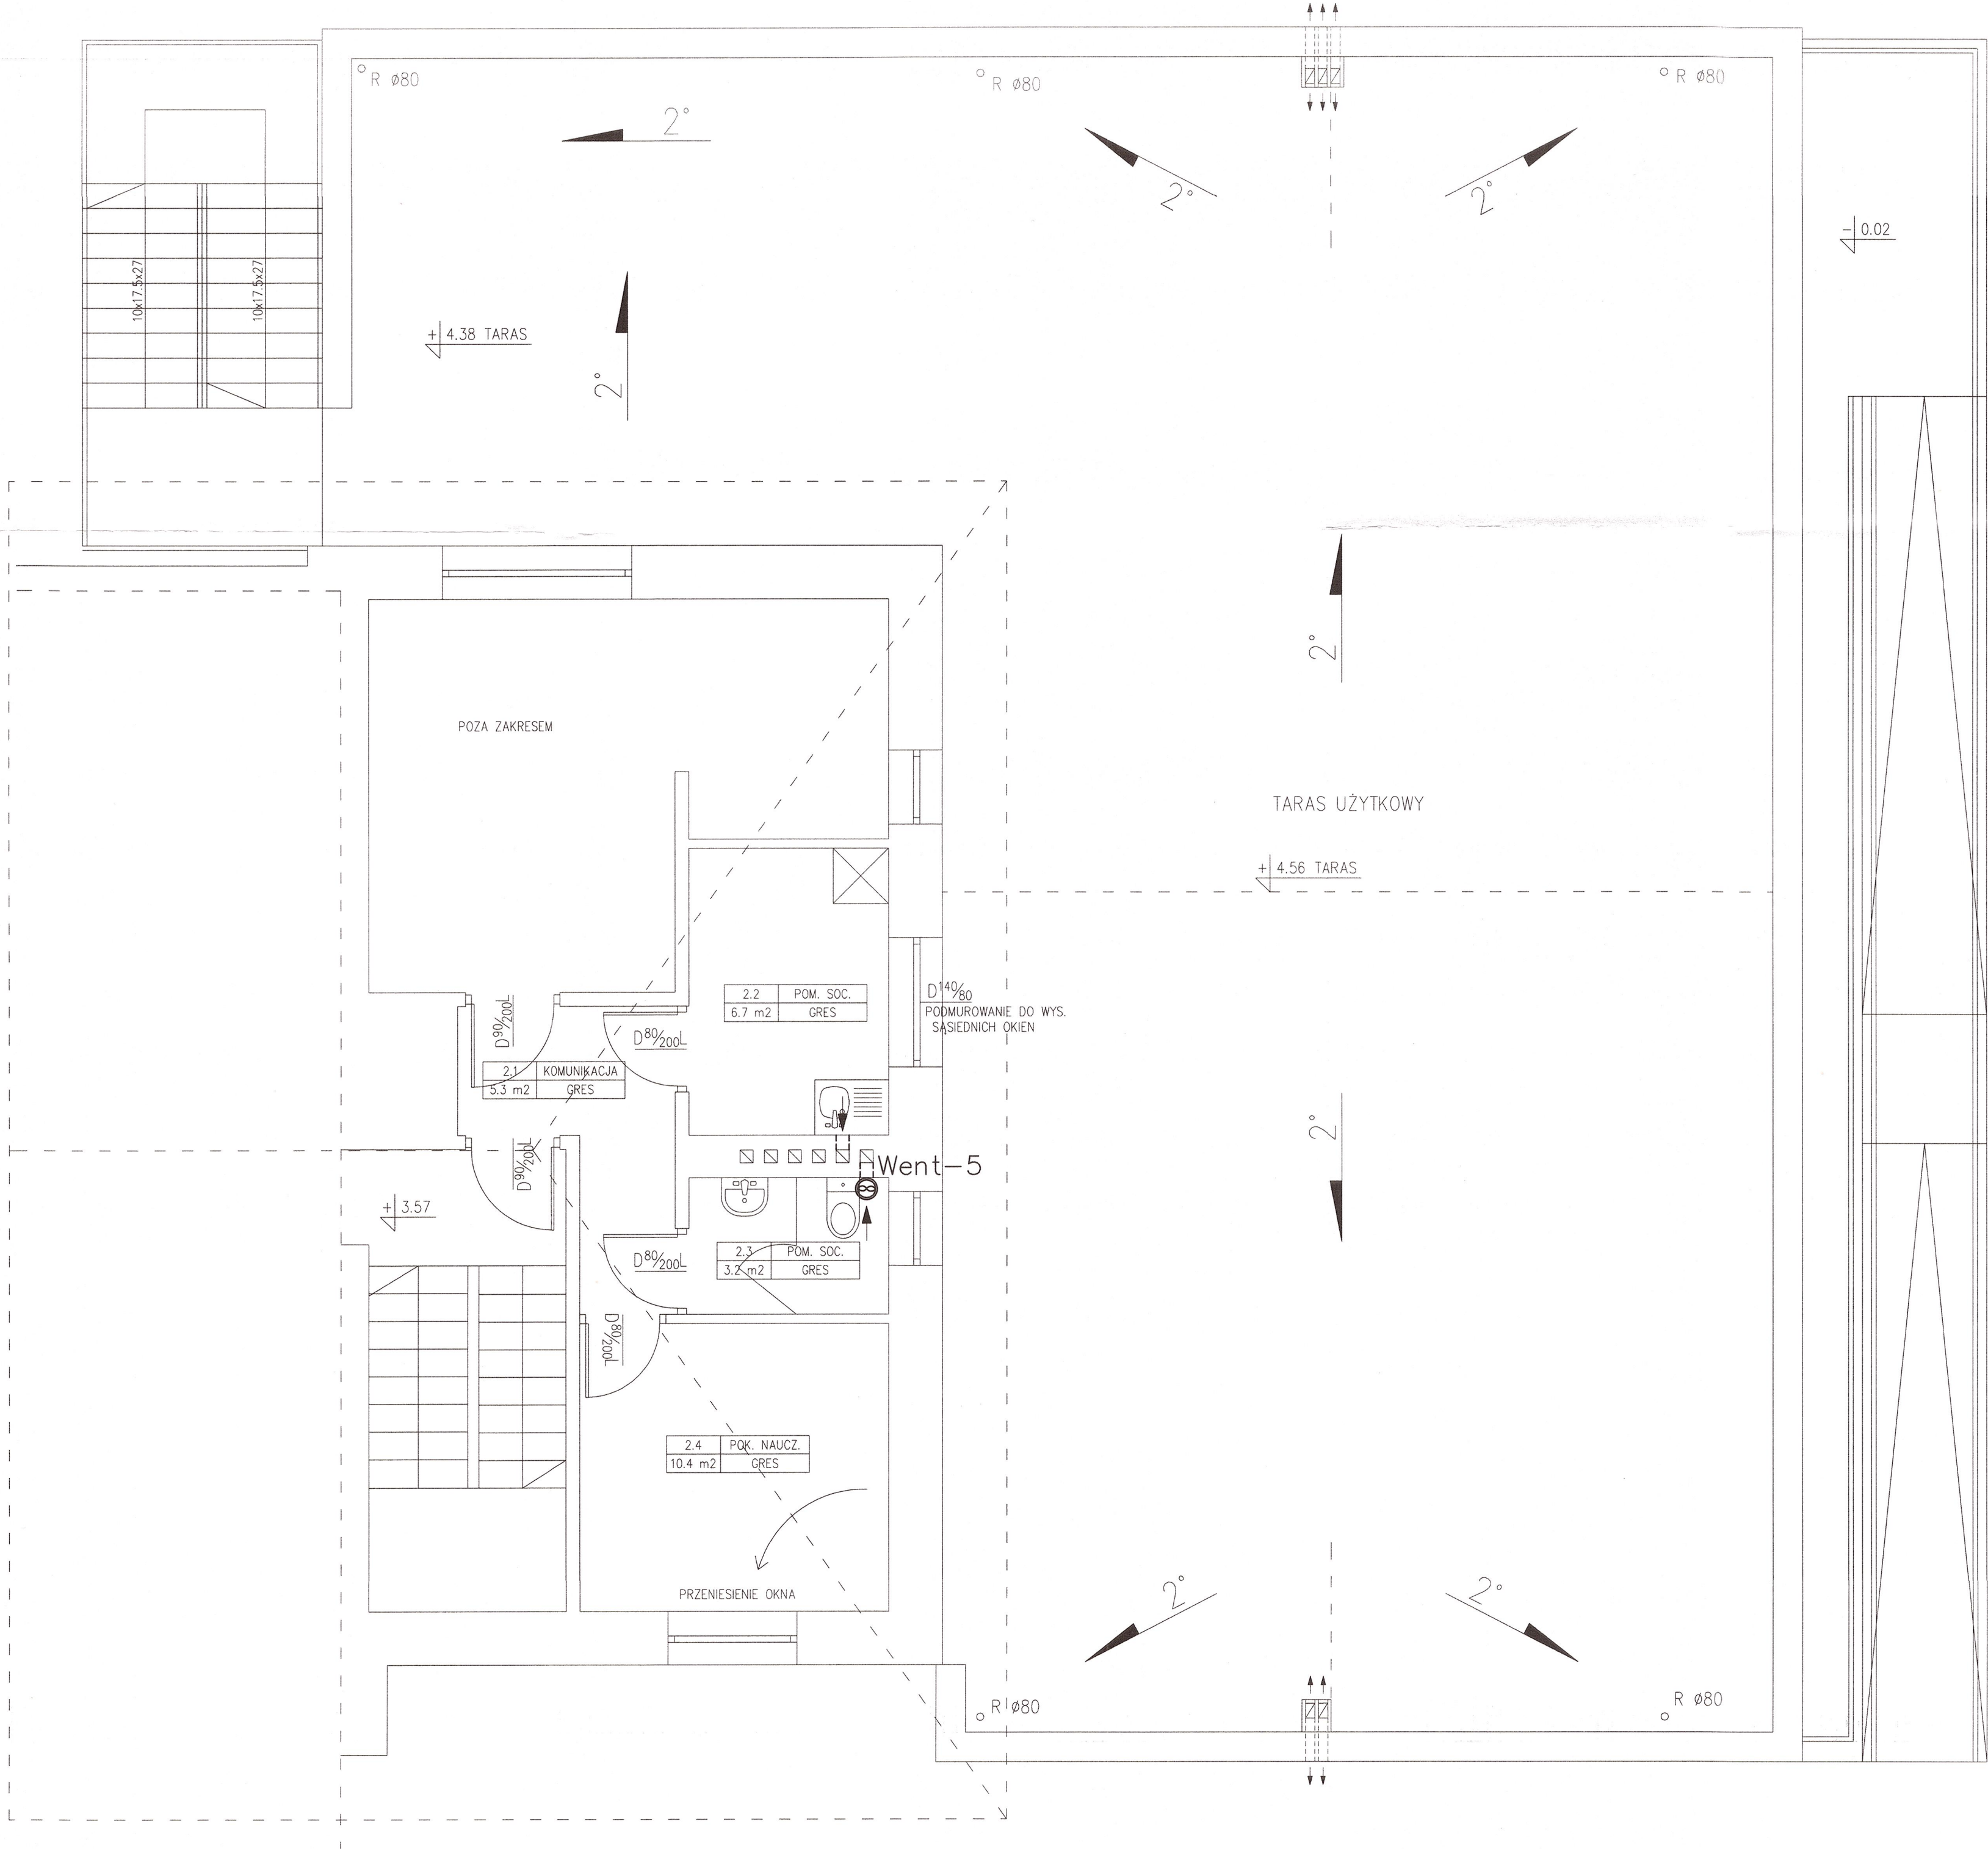 R ø80
R ø80
R ø80
2°
2°
2°
- 0.02
10x17.5x27
10x17.5x27
+ 4.38 TARAS
2°
2°
POZA ZAKRESEM
TARAS UŻYTKOWY
+ 4.56 TARAS
2.2 POM. SOC.
6.7 m2 GRES
D140/80
PODMUROWANIE DO WYS.
SĄSIEDNICH OKIEN
D90/200L
D80/200L
2.1 KOMUNIKACJA
5.3 m2 GRES
D90/200L
Went-5
2°
+ 3.57
D80/200L
2.3 POM. SOC.
3.2 m2 GRES
D80/200L
2.4 POK. NAUCZ.
10.4 m2 GRES
PRZENIESIENIE OKNA
2°
2°
R ø80
R ø80